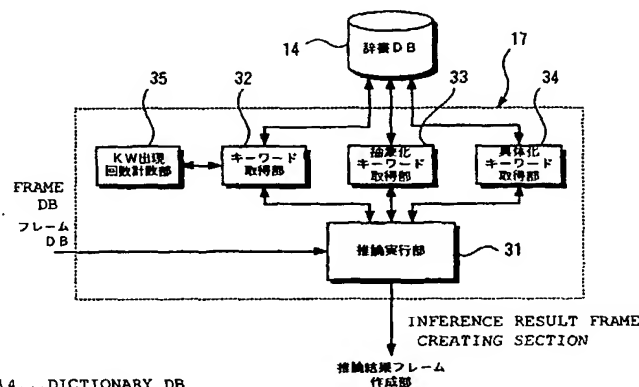 14
辞書DB
17
35
32
33
34
KW出現
回数計数部
キーワード
取得部
抽象化
キーワード
取得部
具体化
キーワード
取得部
FRAME
DB
フレーム
DB
推論実行部
31
INFERENCE RESULT FRAME
CREATING SECTION
推論結果フレーム
作成部
14 . DICTIONARY DB